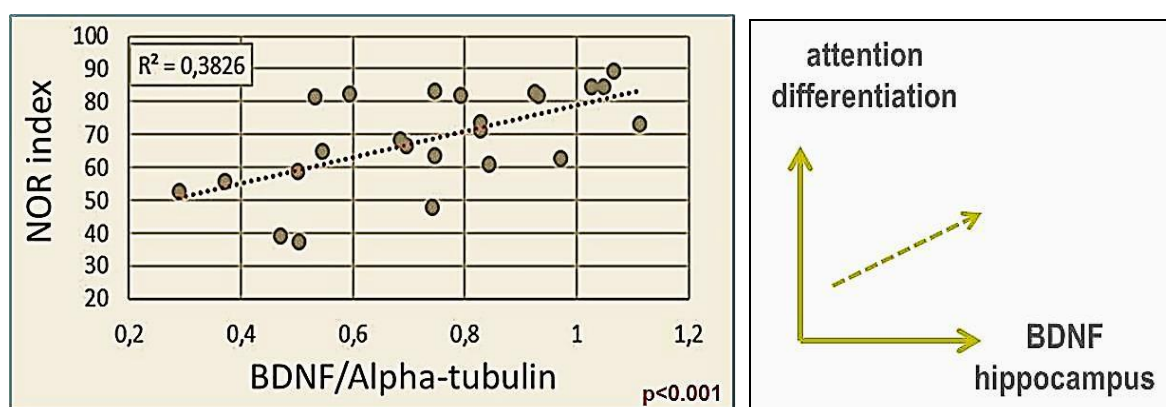 100
90
80
70
60
50
40
30
20
R² = 0,3826
NOR index
0,2
0,4
0,6
0,8
1
1,2
BDNF/Alpha-tubulin
p<0.001
attention
differentiation
BDNF
hippocampus